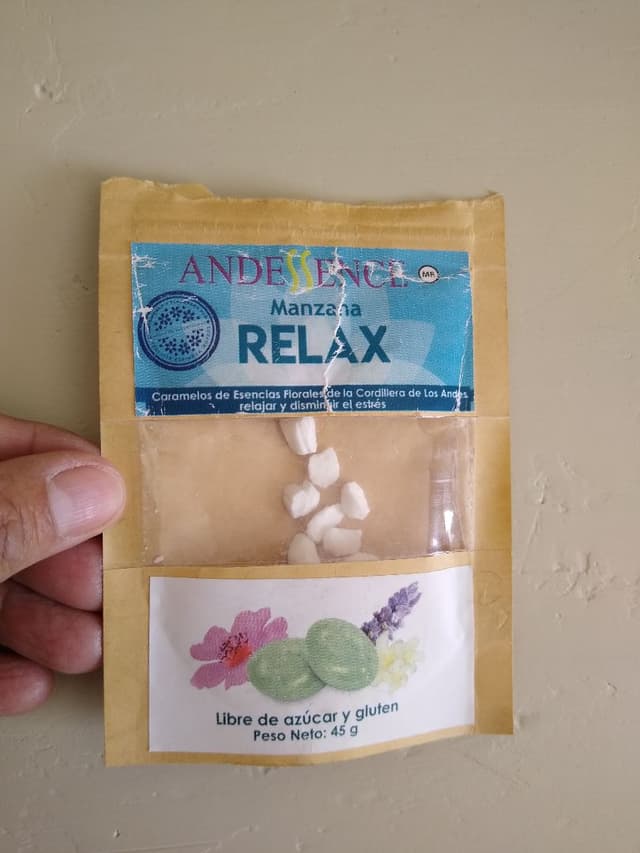 ANDESSENCE MR
Manzana
RELAX
Caramelos de Esencias Florales de la Cordillera de Los Andes
relajar y disminuir el estrés
Libre de azúcar y gluten
Peso Neto: 45 g